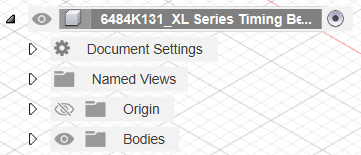 6484K131_XL Series Timing Be...
Document Settings
Named Views
Origin
Bodies